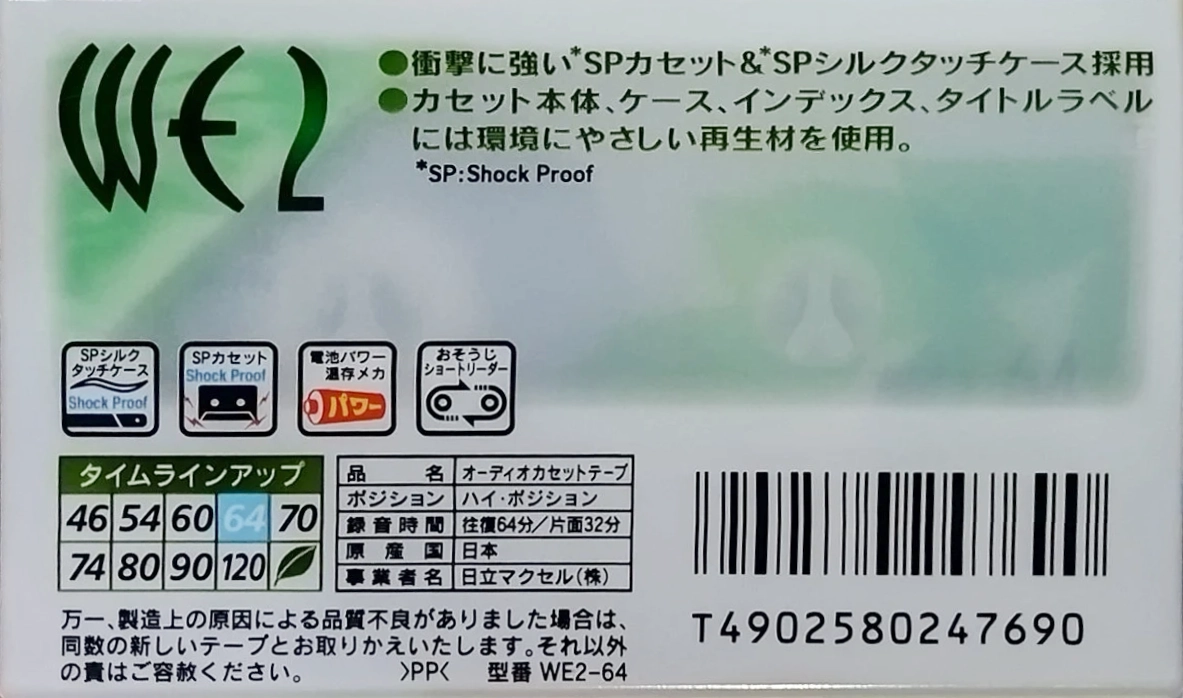 WE2
●衝撃に強い*SPカセット&*SPシルクタッチケース採用
●カセット本体、ケース、インデックス、タイトルラベル
には環境にやさしい再生材を使用。
*SP:Shock Proof
SPシルク
タッチケース
Shock Proof
SPカセット
Shock Proof
電池パワー
温存メカ
パワー
おそうじ
ショートリーダー
タイムラインアップ
46 54 60 64 70
74 80 90 120
品名 オーディオカセットテープ
ポジション ハイ・ポジション
録音時間 往復64分/片面32分
原産国 日本
事業者名 日立マクセル(株)
万一、製造上の原因による品質不良がありました場合は、
同数の新しいテープとお取りかえいたします。それ以外
の責はご容赦ください。 >PP< 型番 WE2-64
T4902580247690